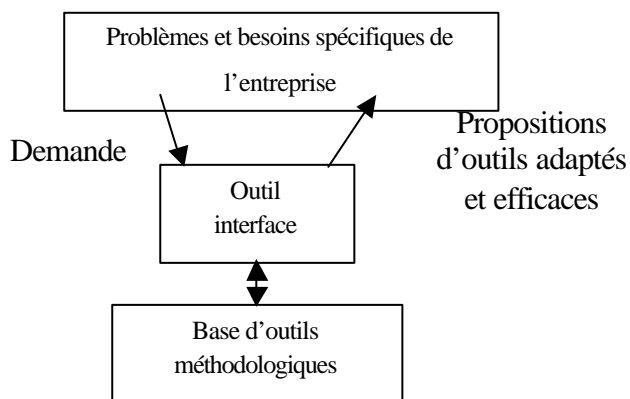 Problèmes et besoins spécifiques de
l'entreprise
Demande
Propositions
d'outils adaptés
et efficaces
Outil
interface
Base d'outils
méthodologiques